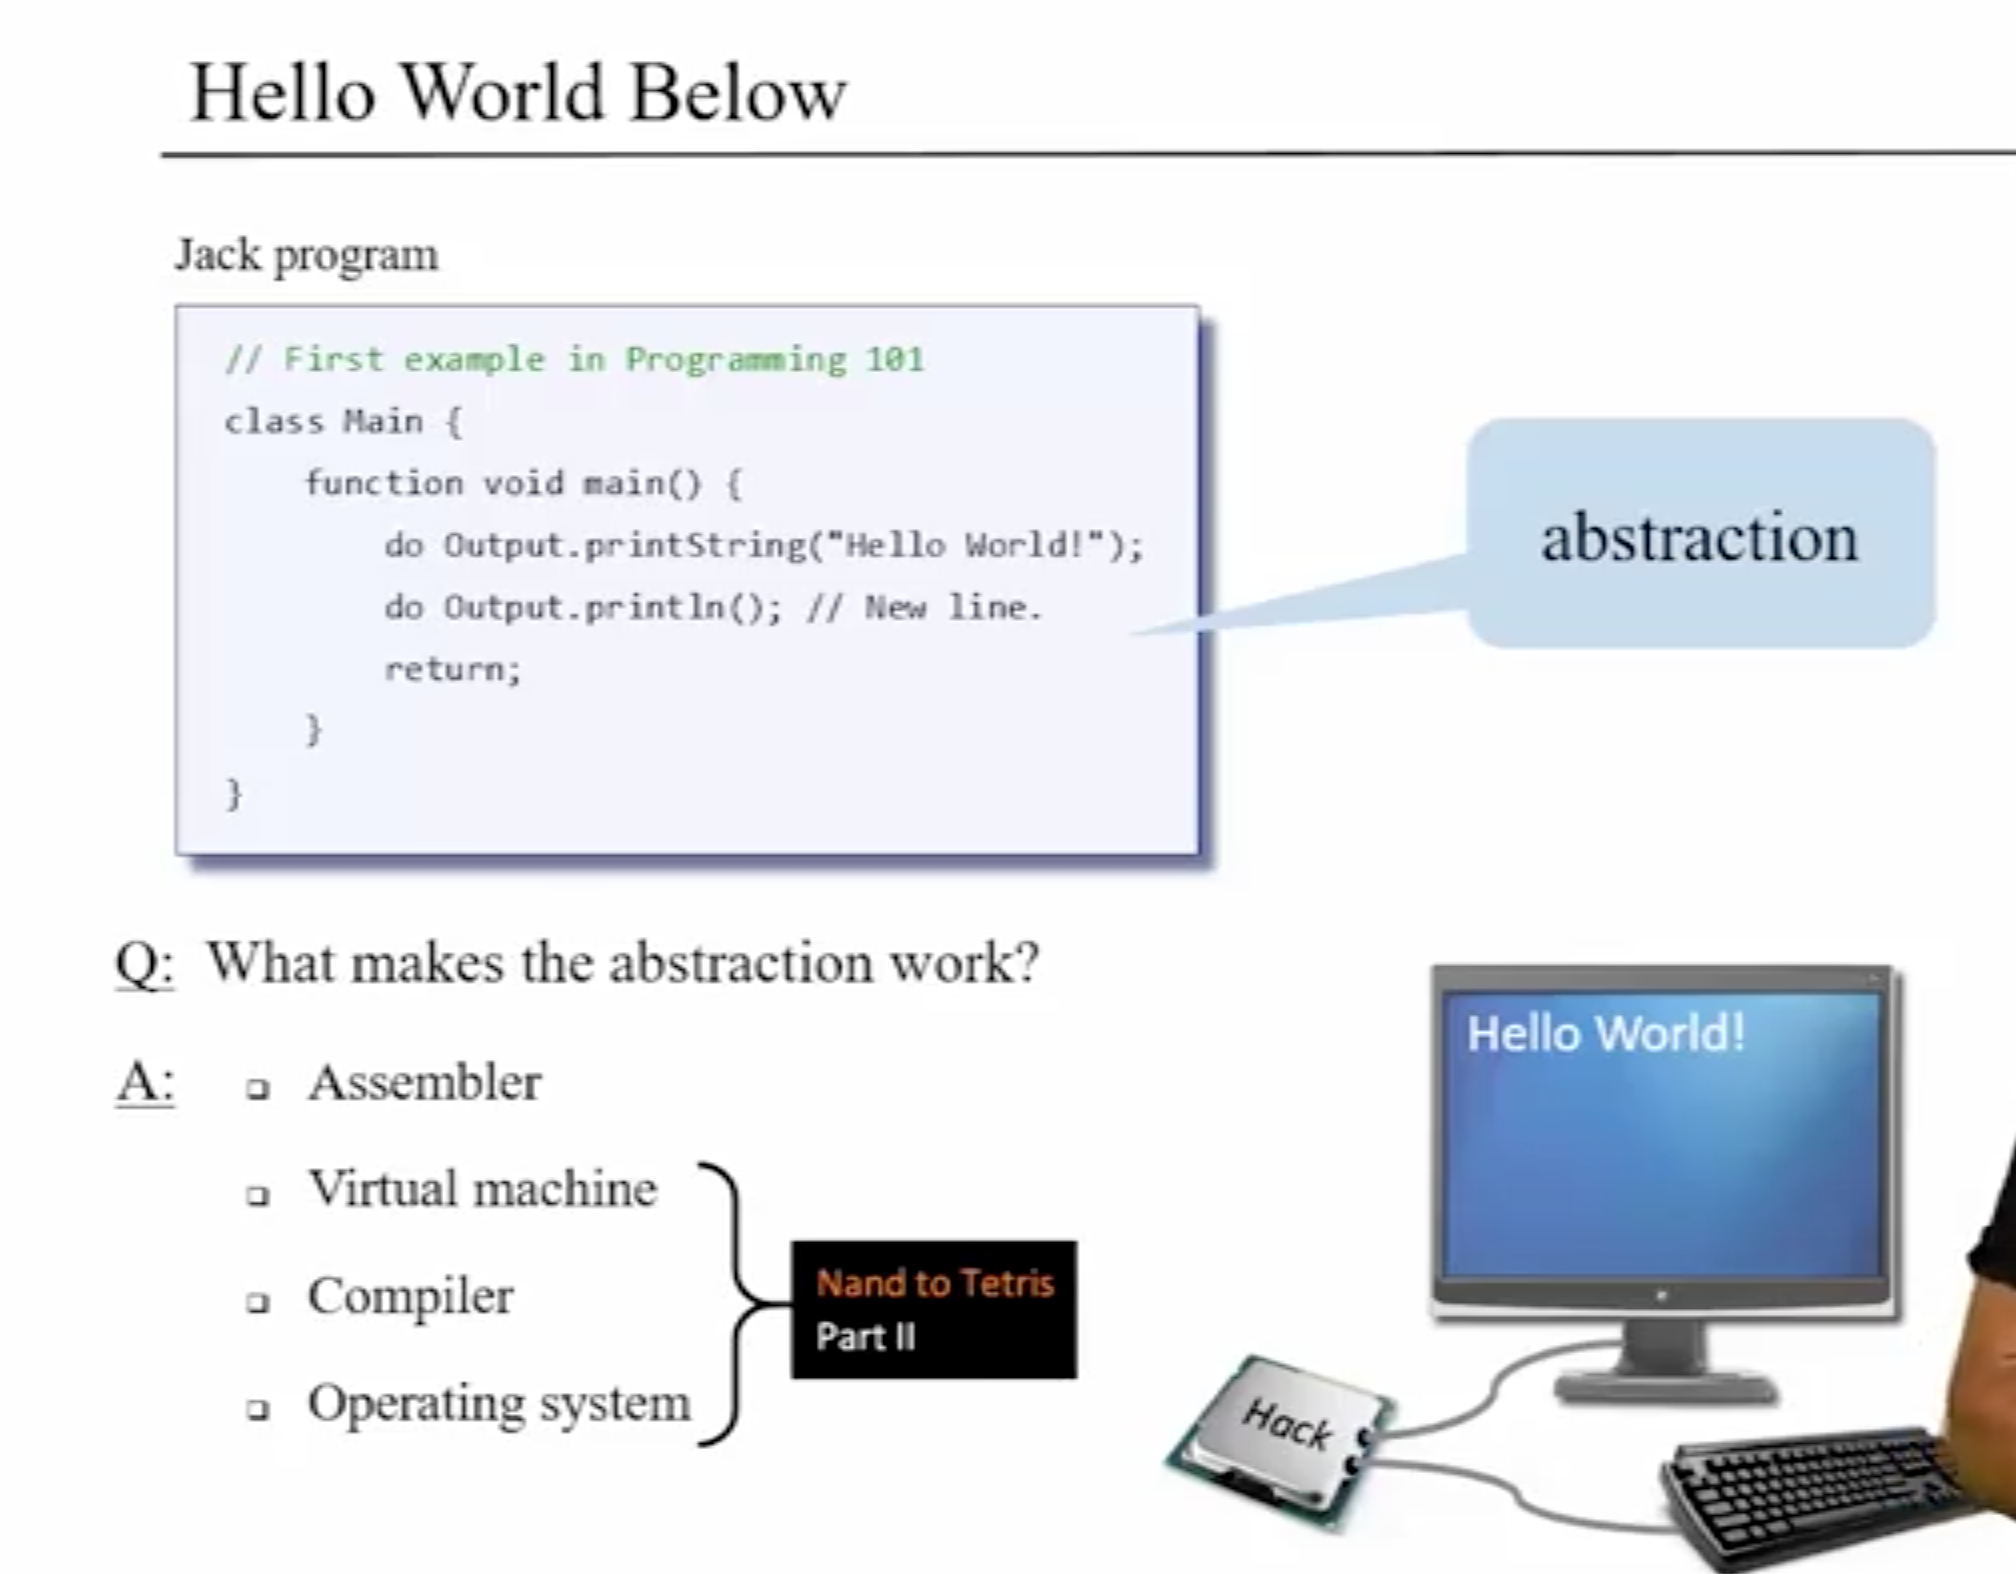 Hello World Below
Jack program
// First example in Programming 101
class Main {
    function void main() {
        do Output.printString("Hello World!");
        do Output.println(); // New line.
        return;
    }
}
abstraction
Q: What makes the abstraction work?
A: ❑ Assembler
❑ Virtual machine
❑ Compiler
❑ Operating system
Nand to Tetris
Part II
Hello World!
Hack